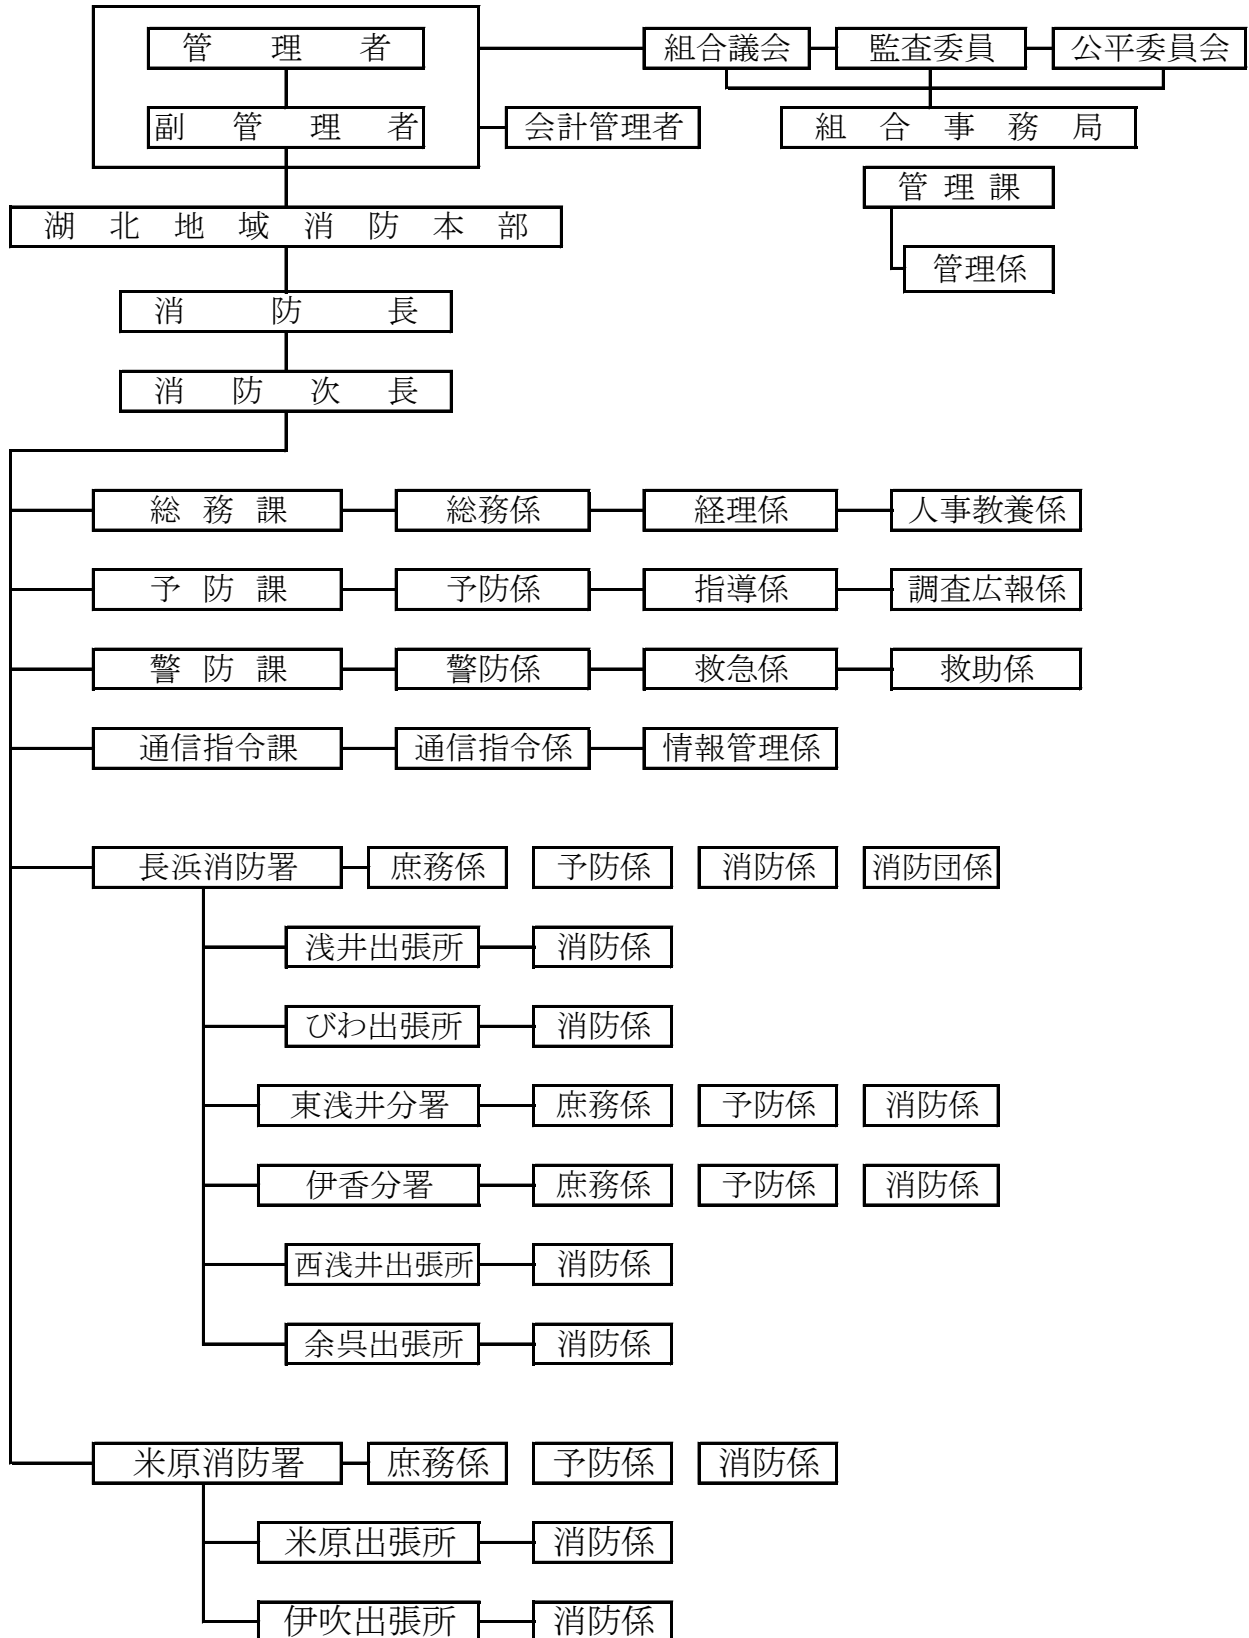 管理者 組合議会 監査委員 公平委員会
副管理者 会計管理者 組合事務局
管理課
湖北地域消防本部
管理係
消防長
消防次長
総務課 総務係 経理係 人事教養係
予防課 予防係 指導係 調査広報係
警防課 警防係 救急係 救助係
通信指令課 通信指令係 情報管理係
長浜消防署 庶務係 予防係 消防係 消防団係
浅井出張所 消防係
びわ出張所 消防係
東浅井分署 庶務係 予防係 消防係
伊香分署 庶務係 予防係 消防係
西浅井出張所 消防係
余呉出張所 消防係
米原消防署 庶務係 予防係 消防係
米原出張所 消防係
伊吹出張所 消防係